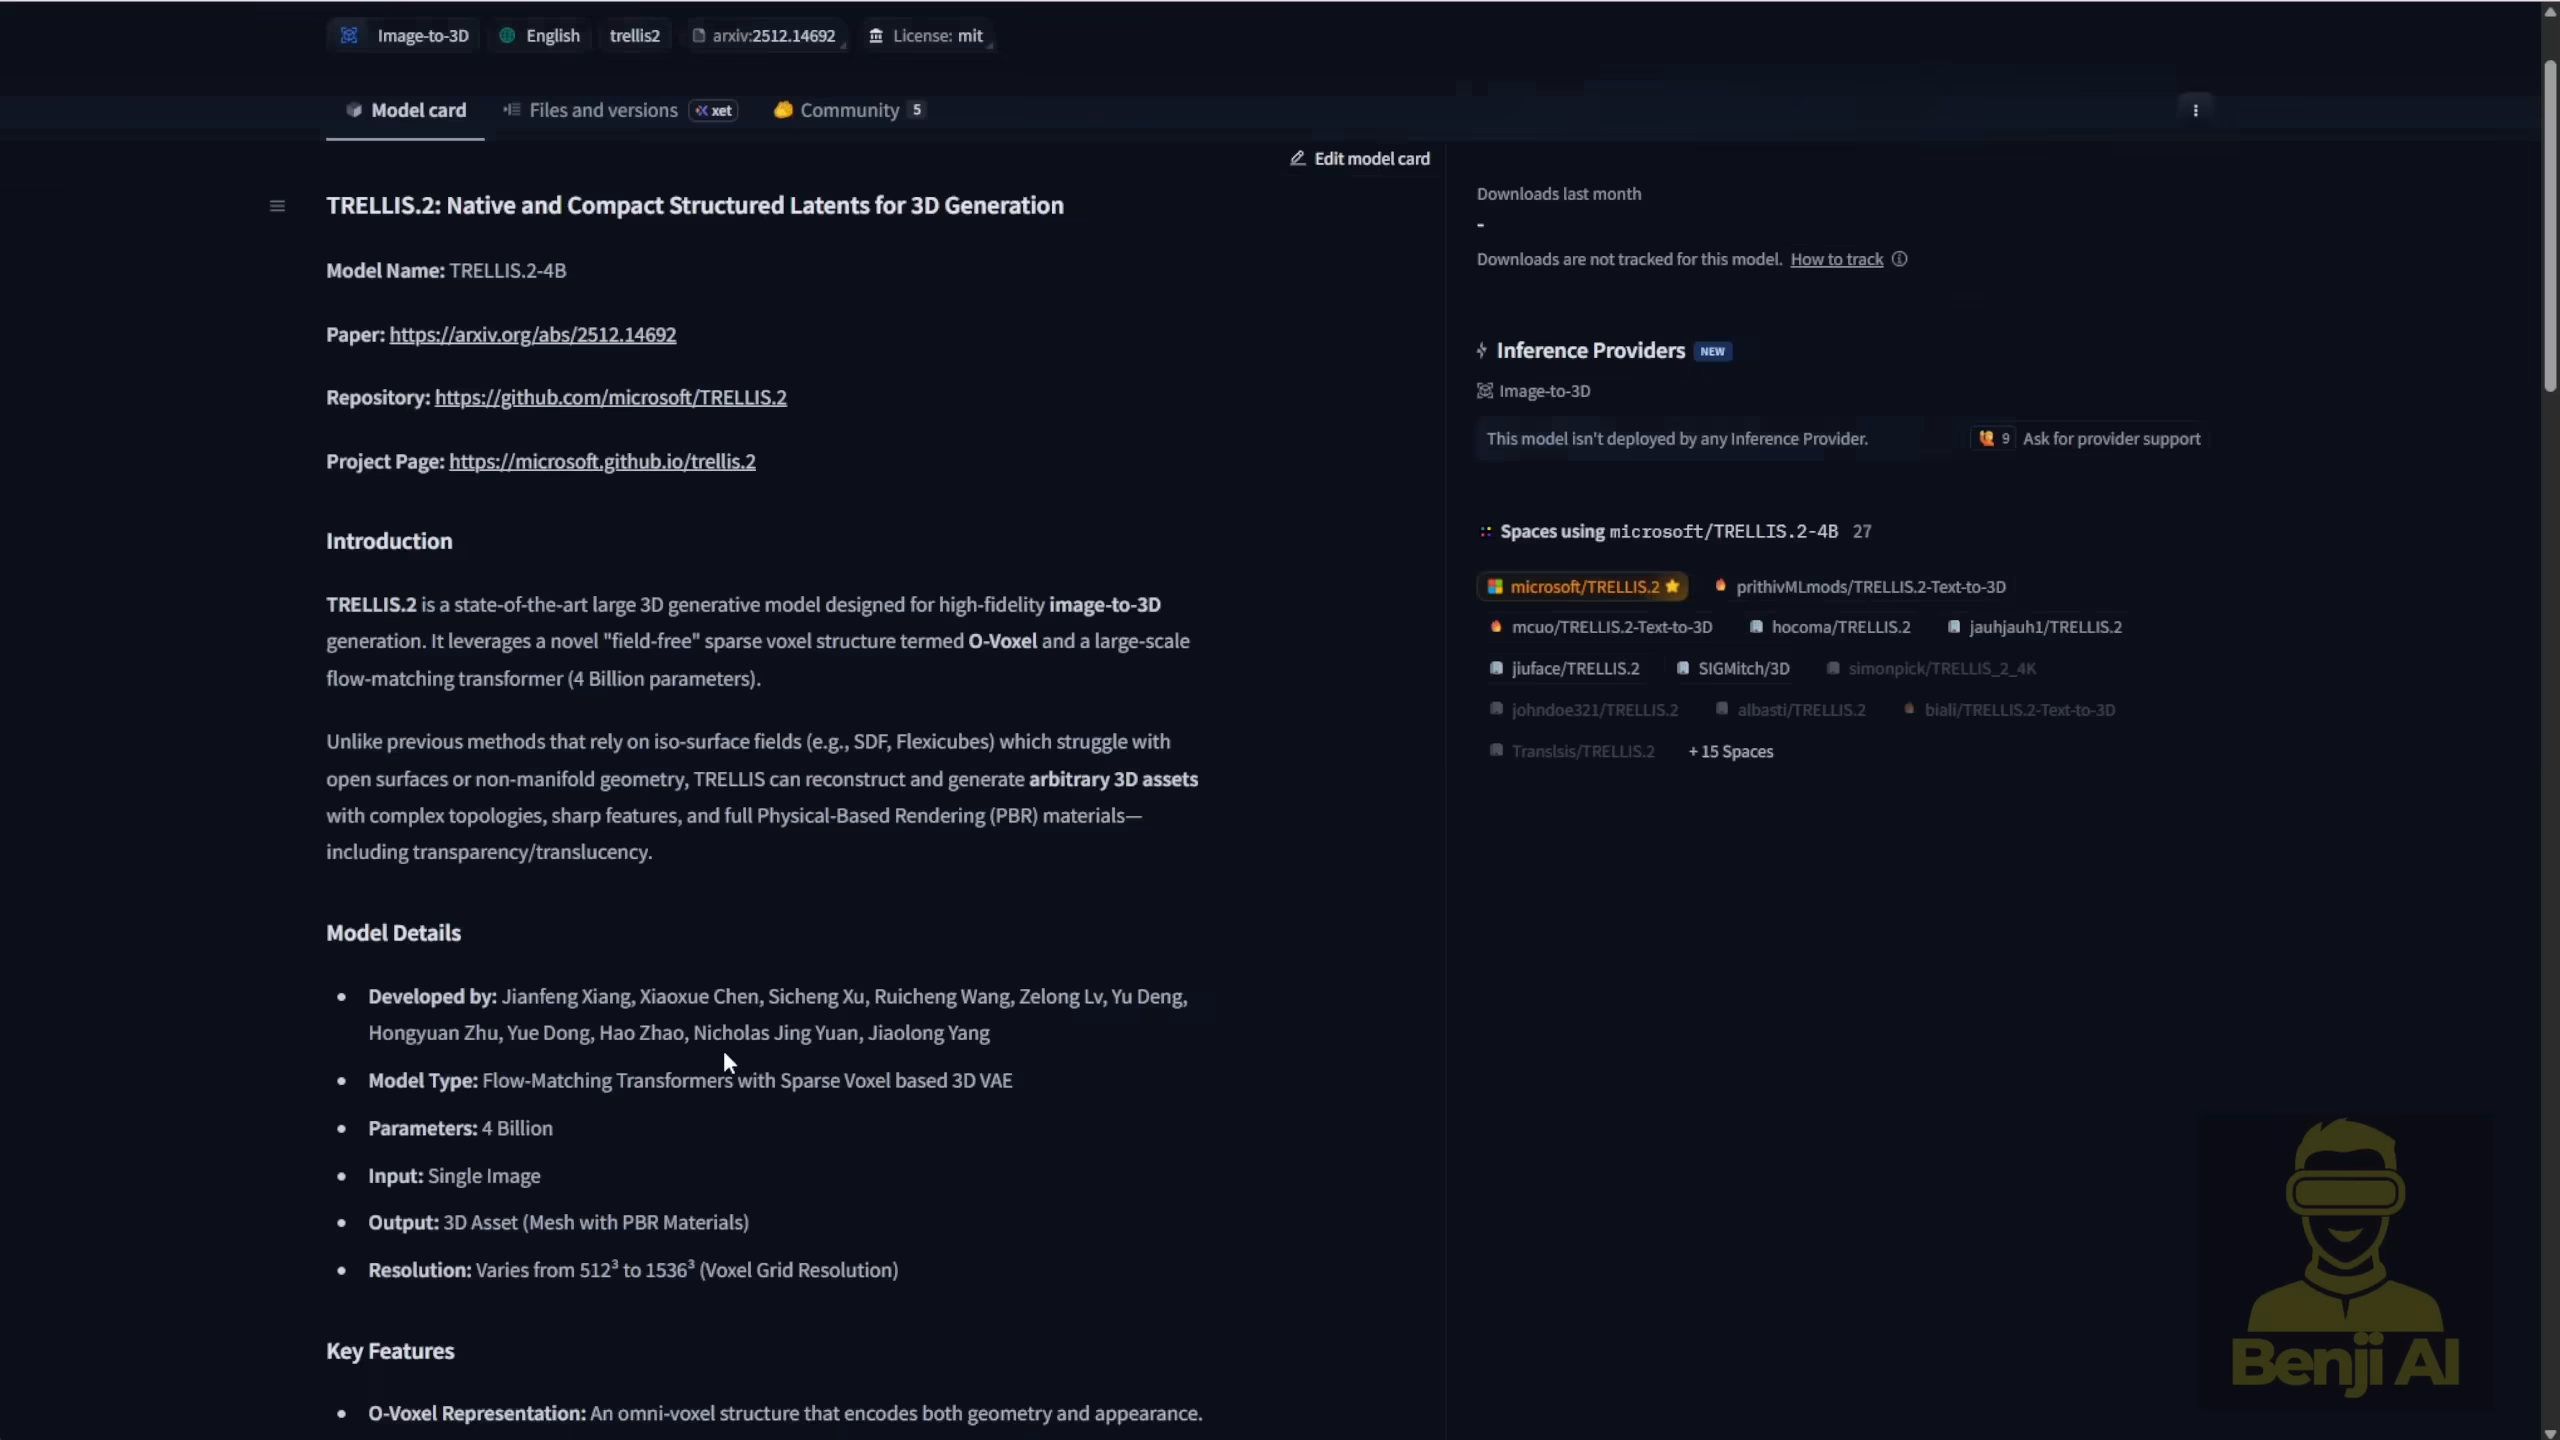 Image-to-3D English trellis2 arxiv:2512.14692 License: mit
Model card Files and versions xet Community 5
Edit model card
TRELLIS.2: Native and Compact Structured Latents for 3D Generation
Model Name: TRELLIS.2-4B
Paper: https://arxiv.org/abs/2512.14692
Repository: https://github.com/microsoft/TRELLIS.2
Project Page: https://microsoft.github.io/trellis.2
Introduction
TRELLIS.2 is a state-of-the-art large 3D generative model designed for high-fidelity image-to-3D
generation. It leverages a novel "field-free" sparse voxel structure termed O-Voxel and a large-scale
flow-matching transformer (4 Billion parameters).
Unlike previous methods that rely on iso-surface fields (e.g., SDF, Flexicubes) which struggle with
open surfaces or non-manifold geometry, TRELLIS can reconstruct and generate arbitrary 3D assets
with complex topologies, sharp features, and full Physical-Based Rendering (PBR) materials—
including transparency/translucency.
Model Details
• Developed by: Jianfeng Xiang, Xiaoxue Chen, Sicheng Xu, Ruicheng Wang, Zelong Lv, Yu Deng,
Hongyuan Zhu, Yue Dong, Hao Zhao, Nicholas Jing Yuan, Jiaolong Yang
• Model Type: Flow-Matching Transformers with Sparse Voxel based 3D VAE
• Parameters: 4 Billion
• Input: Single Image
• Output: 3D Asset (Mesh with PBR Materials)
• Resolution: Varies from 512³ to 1536³ (Voxel Grid Resolution)
Key Features
• O-Voxel Representation: An omni-voxel structure that encodes both geometry and appearance.
Downloads last month
-
Downloads are not tracked for this model. How to track
Inference Providers NEW
Image-to-3D
This model isn't deployed by any Inference Provider. 9 Ask for provider support
Spaces using microsoft/TRELLIS.2-4B 27
microsoft/TRELLIS.2 prithivMLmods/TRELLIS.2-Text-to-3D
mcuo/TRELLIS.2-Text-to-3D hocoma/TRELLIS.2 jauhjauh1/TRELLIS.2
jiuface/TRELLIS.2 SIGMitch/3D simonpick/TRELLIS_2_4K
johndoe321/TRELLIS.2 albasti/TRELLIS.2 biali/TRELLIS.2-Text-to-3D
Translsis/TRELLIS.2 + 15 Spaces
Benji AI